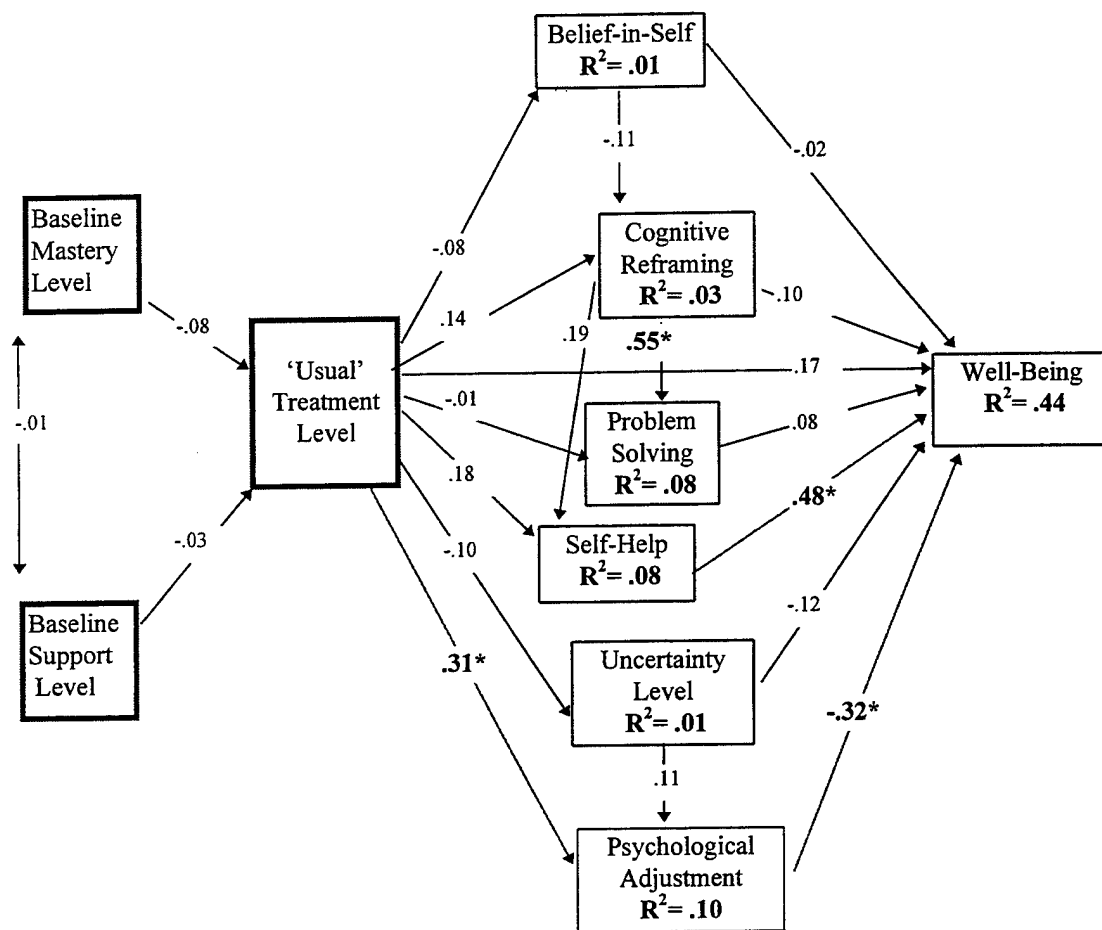 Belief-in-Self
R²= .01
-.11
-.02
Baseline
Mastery
Level
-.08
Cognitive
Reframing
R²= .03
-.08
.14
.19
.55*
.10
.17
'Usual'
Treatment
Level
-.01
-.01
Problem
Solving
R²= .08
.08
Well-Being
R²= .44
.18
.48*
-.03
-.10
Self-Help
R²= .08
-.12
Baseline
Support
Level
.31*
Uncertainty
Level
R²= .01
-.32*
.11
Psychological
Adjustment
R²= .10